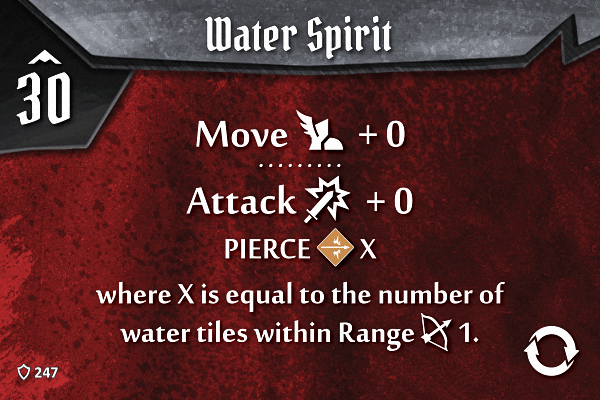 Water Spirit
30
Move + 0
Attack + 0
PIERCE X
where X is equal to the number of
water tiles within Range 1.
247